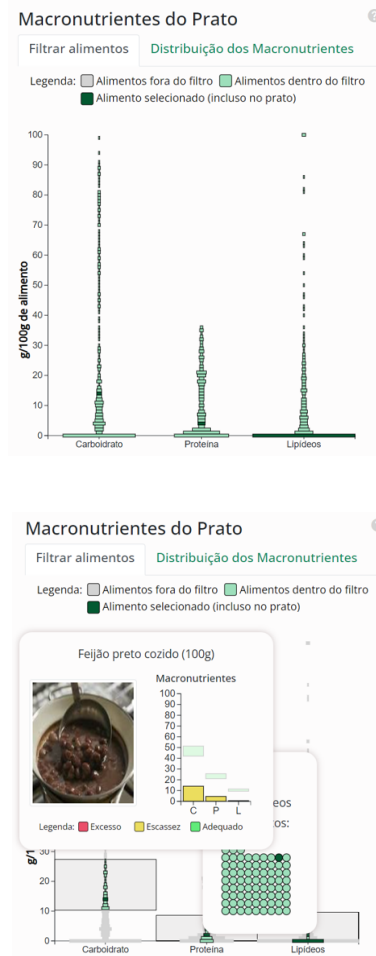 Macronutrientes do Prato
Filtrar alimentos Distribuição dos Macronutrientes
Legenda: Alimentos fora do filtro Alimentos dentro do filtro
Alimento selecionado (incluso no prato)
g/100g de alimento
100
90
80
70
60
50
40
30
20
10
0
Carboidrato Proteína Lipídeos
Macronutrientes do Prato
Filtrar alimentos Distribuição dos Macronutrientes
Legenda: Alimentos fora do filtro Alimentos dentro do filtro
Alimento selecionado (incluso no prato)
Feijão preto cozido (100g)
Macronutrientes
100
90
80
70
60
50
40
30
20
10
0
C P L
Legenda: Excesso Escassez Adequado
eos
os:
g/1
30
20
10
0
Carboidrato Proteína Lipídeos